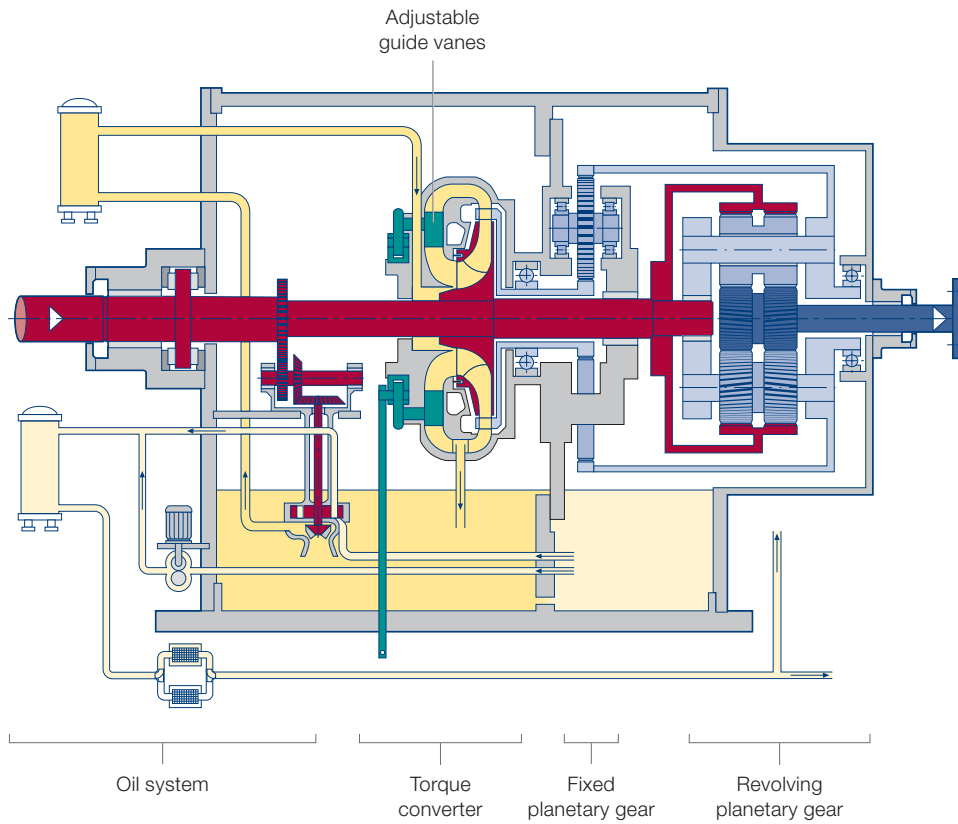 Adjustable
guide vanes
Oil system
Torque
converter
Fixed
planetary gear
Revolving
planetary gear